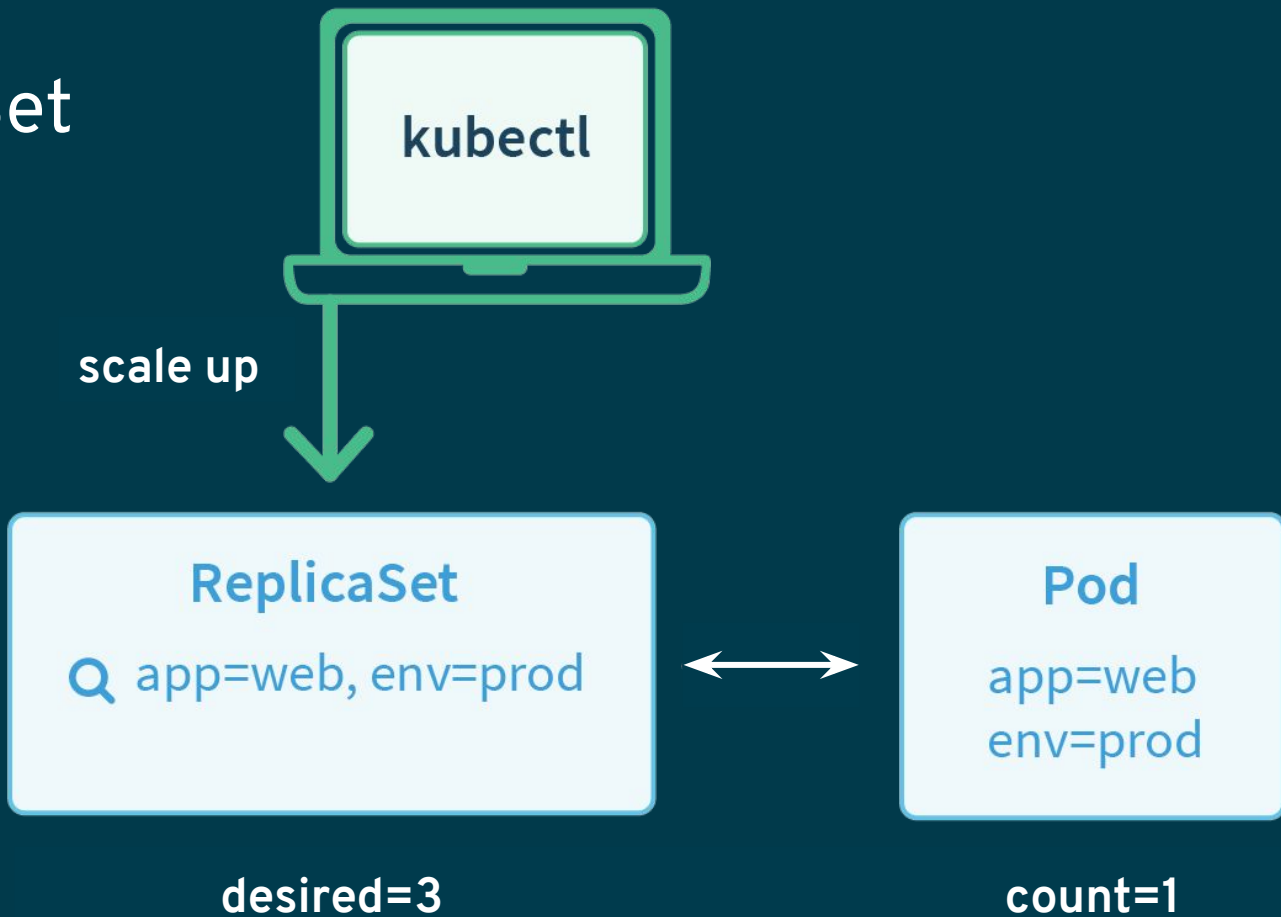 et
kubectl
scale up
ReplicaSet
app=web, env=prod
Pod
app=web
env=prod
desired=3
count=1